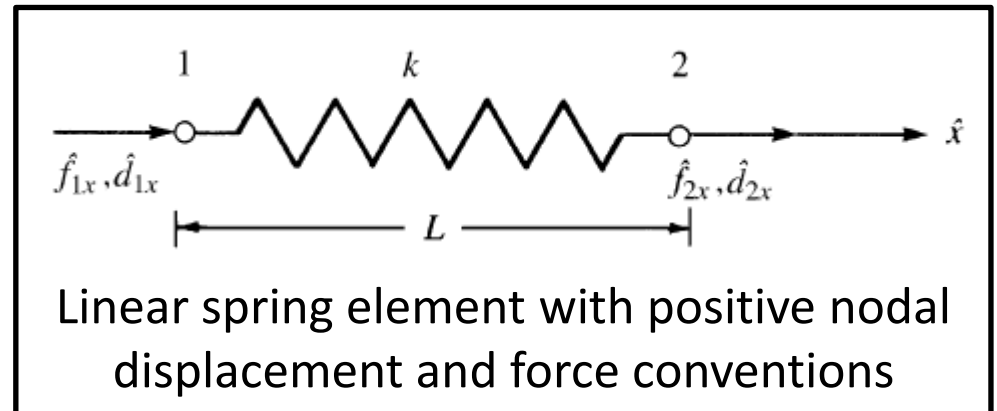 1 k 2
x̂
f̂₁ₓ, d̂₁ₓ f̂₂ₓ, d̂₂ₓ
L
Linear spring element with positive nodal
displacement and force conventions